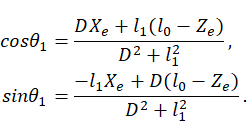 cosθ₁ = (DXₑ + l₁(l₀ − Zₑ)) / (D² + l₁²),
sinθ₁ = (−l₁Xₑ + D(l₀ − Zₑ)) / (D² + l₁²).